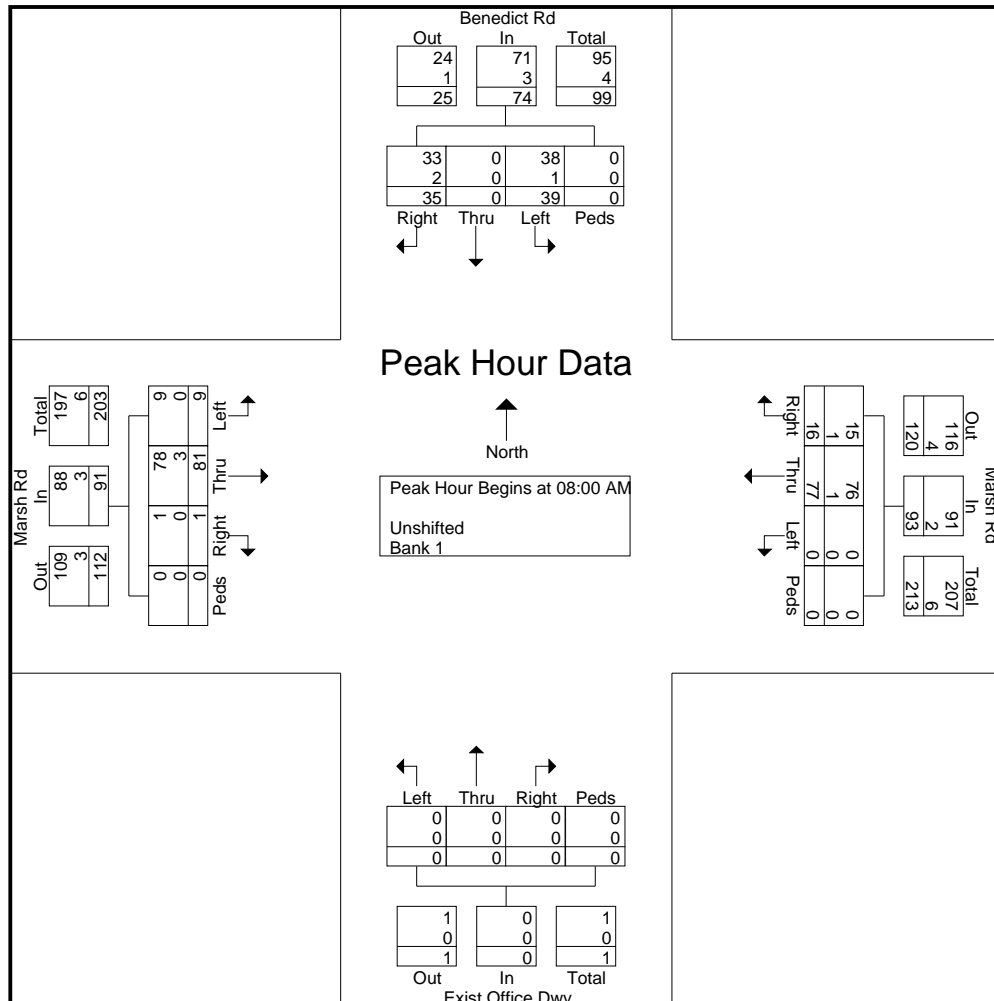 Benedict Rd
Out In Total
24 71 95
1 3 4
25 74 99
33 0 38 0
2 0 1 0
35 0 39 0
Right Thru Left Peds
Peak Hour Data
North
Peak Hour Begins at 08:00 AM
Unshifted
Bank 1
Marsh Rd
Total In Out
197 88 109
6 3 3
203 91 112
9 78 1 0
0 3 0 0
9 81 1 0
Left Thru Right Peds
Right Thru Left Peds
15 76 0 0
1 1 0 0
16 77 0 0
Out In Total
116 91 207
4 2 6
120 93 213
Marsh Rd
Left Thru Right Peds
0 0 0 0
0 0 0 0
0 0 0 0
1 0 1
0 0 0
1 0 1
Out In Total
Exist Office Dwy